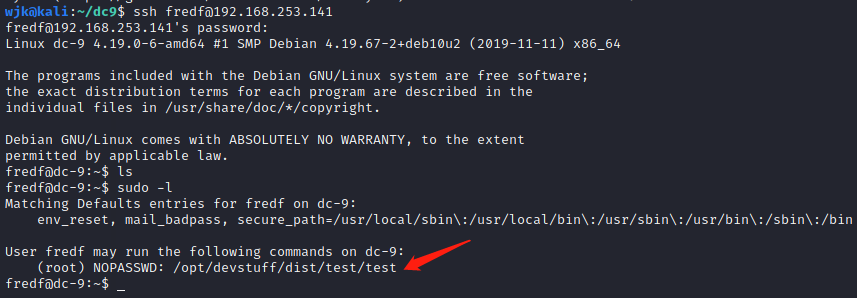 wjk@kali:~/dc9$ ssh fredf@192.168.253.141
fredf@192.168.253.141's password:
Linux dc-9 4.19.0-6-amd64 #1 SMP Debian 4.19.67-2+deb10u2 (2019-11-11) x86_64
The programs included with the Debian GNU/Linux system are free software;
the exact distribution terms for each program are described in the
individual files in /usr/share/doc/*/copyright.
Debian GNU/Linux comes with ABSOLUTELY NO WARRANTY, to the extent
permitted by applicable law.
fredf@dc-9:~$ ls
fredf@dc-9:~$ sudo -l
Matching Defaults entries for fredf on dc-9:
env_reset, mail_badpass, secure_path=/usr/local/sbin\:/usr/local/bin\:/usr/sbin\:/usr/bin\:/sbin\:/bin
User fredf may run the following commands on dc-9:
(root) NOPASSWD: /opt/devstuff/dist/test/test
fredf@dc-9:~$ _